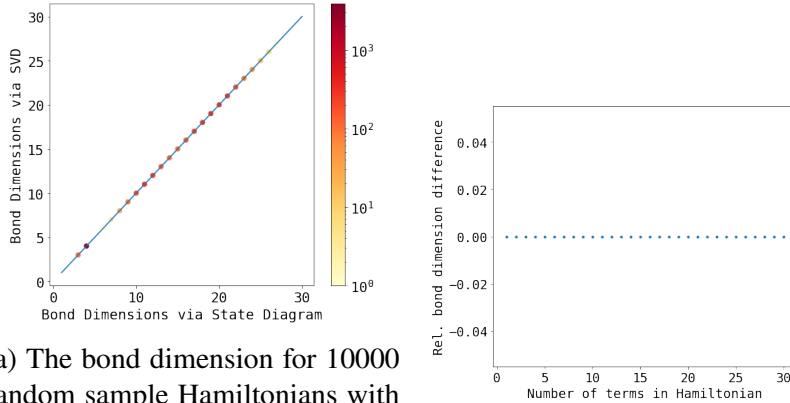 30
25
20
15
10
5
0
Bond Dimensions via SVD
0 10 20 30
Bond Dimensions via State Diagram
10³
10²
10¹
10⁰
a) The bond dimension for 10000
andom sample Hamiltonians with
0.04
0.02
0.00
−0.02
−0.04
Rel. bond dimension difference
0 5 10 15 20 25 30
Number of terms in Hamiltonian